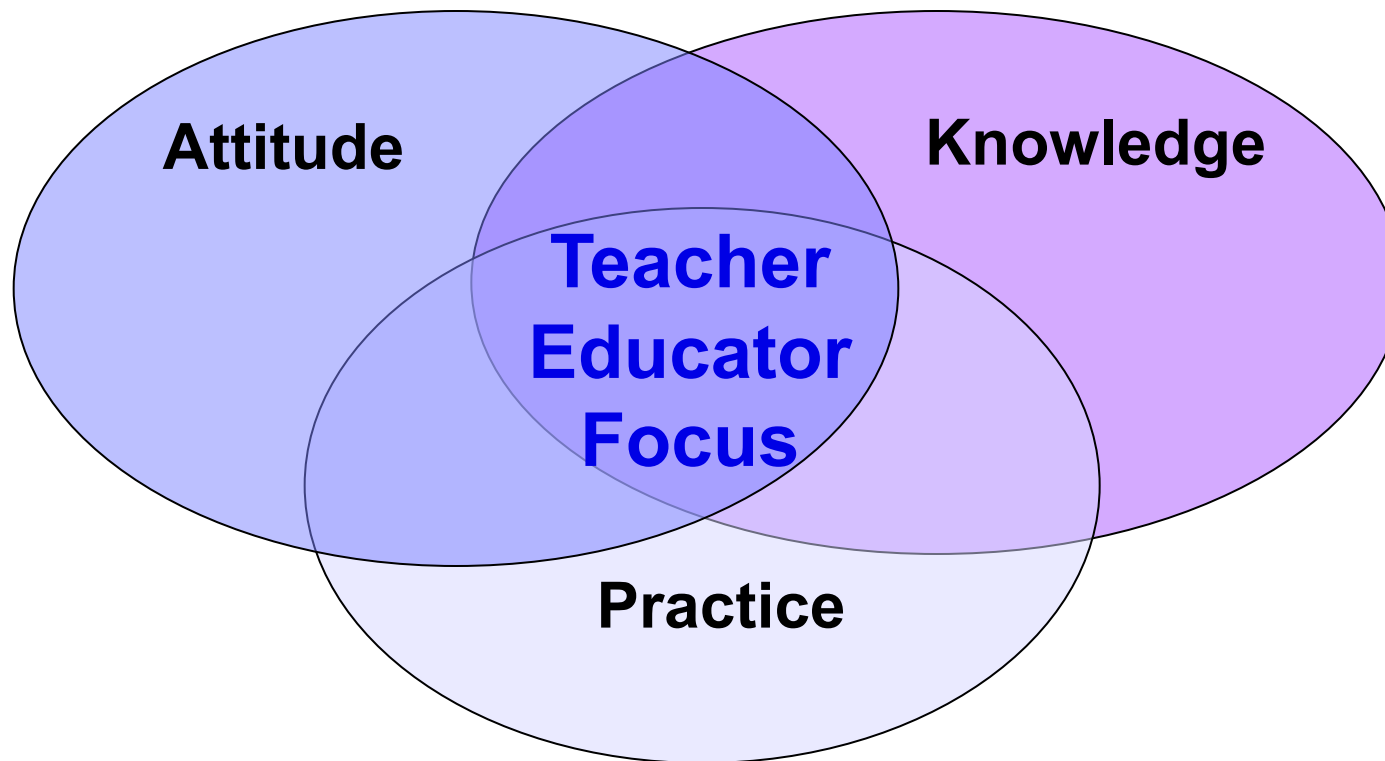 Attitude
Knowledge
Teacher
Educator
Focus
Practice